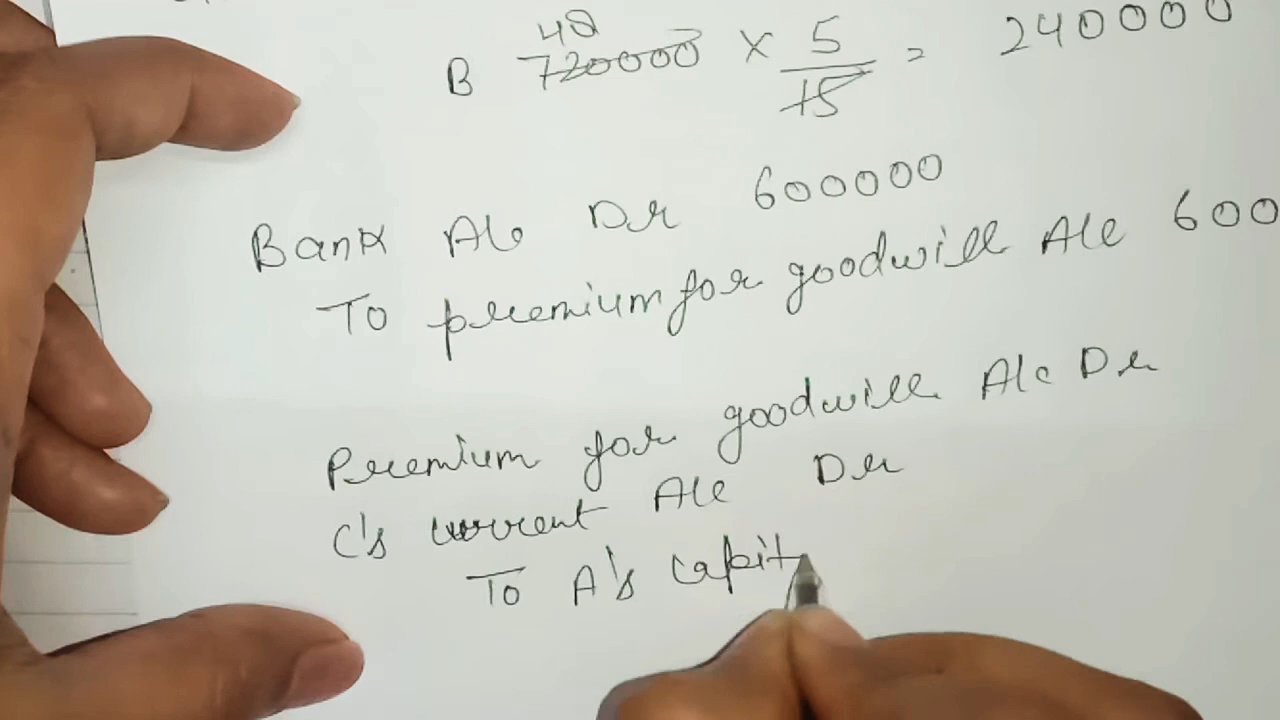 48
B 720000 × 5/15 = 240000
Bank A/c Dr 600000
To premium for goodwill A/c 600
Premium for goodwill A/c Dr
C's current A/c Dr
To A's Capit